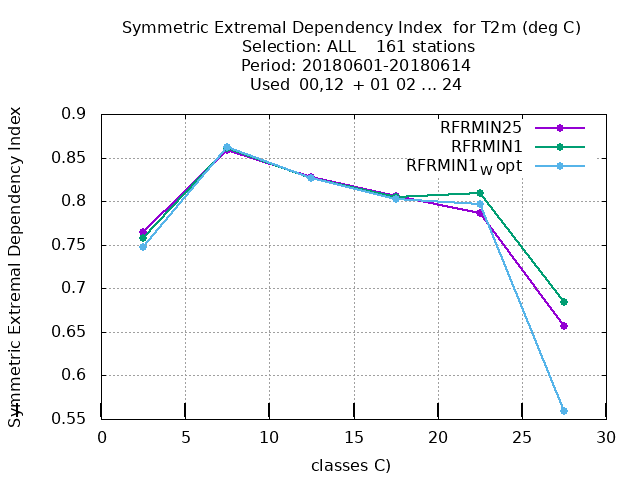 Symmetric Extremal Dependency Index for T2m (deg C)
Selection: ALL 161 stations
Period: 20180601-20180614
Used 00,12 + 01 02 ... 24
Symmetric Extremal Dependency Index
0.9
0.85
0.8
0.75
0.7
0.65
0.6
0.55
RFRMIN25
RFRMIN1
RFRMIN1W opt
0 5 10 15 20 25 30
classes C)